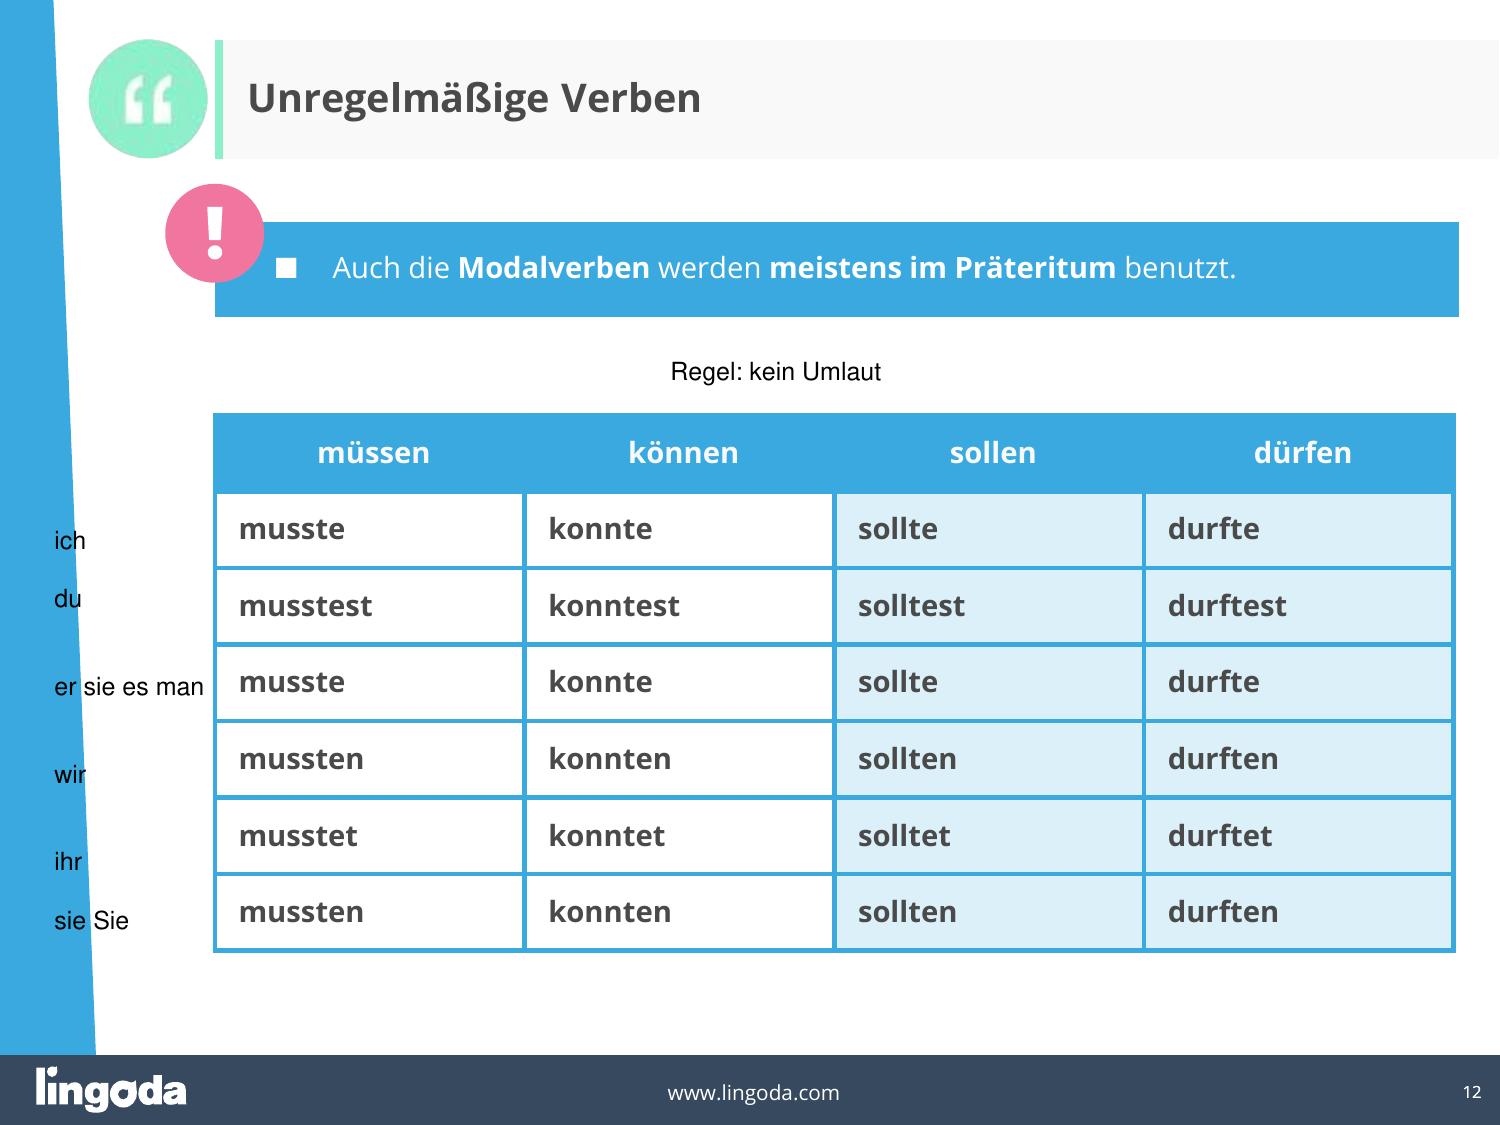 Unregelmäßige Verben
!
■ Auch die Modalverben werden meistens im Präteritum benutzt.
Regel: kein Umlaut
müssen können sollen dürfen
ich musste konnte sollte durfte
du musstest konntest solltest durftest
er sie es man musste konnte sollte durfte
wir mussten konnten sollten durften
ihr musstet konntet solltet durftet
sie Sie mussten konnten sollten durften
lingoda www.lingoda.com 12